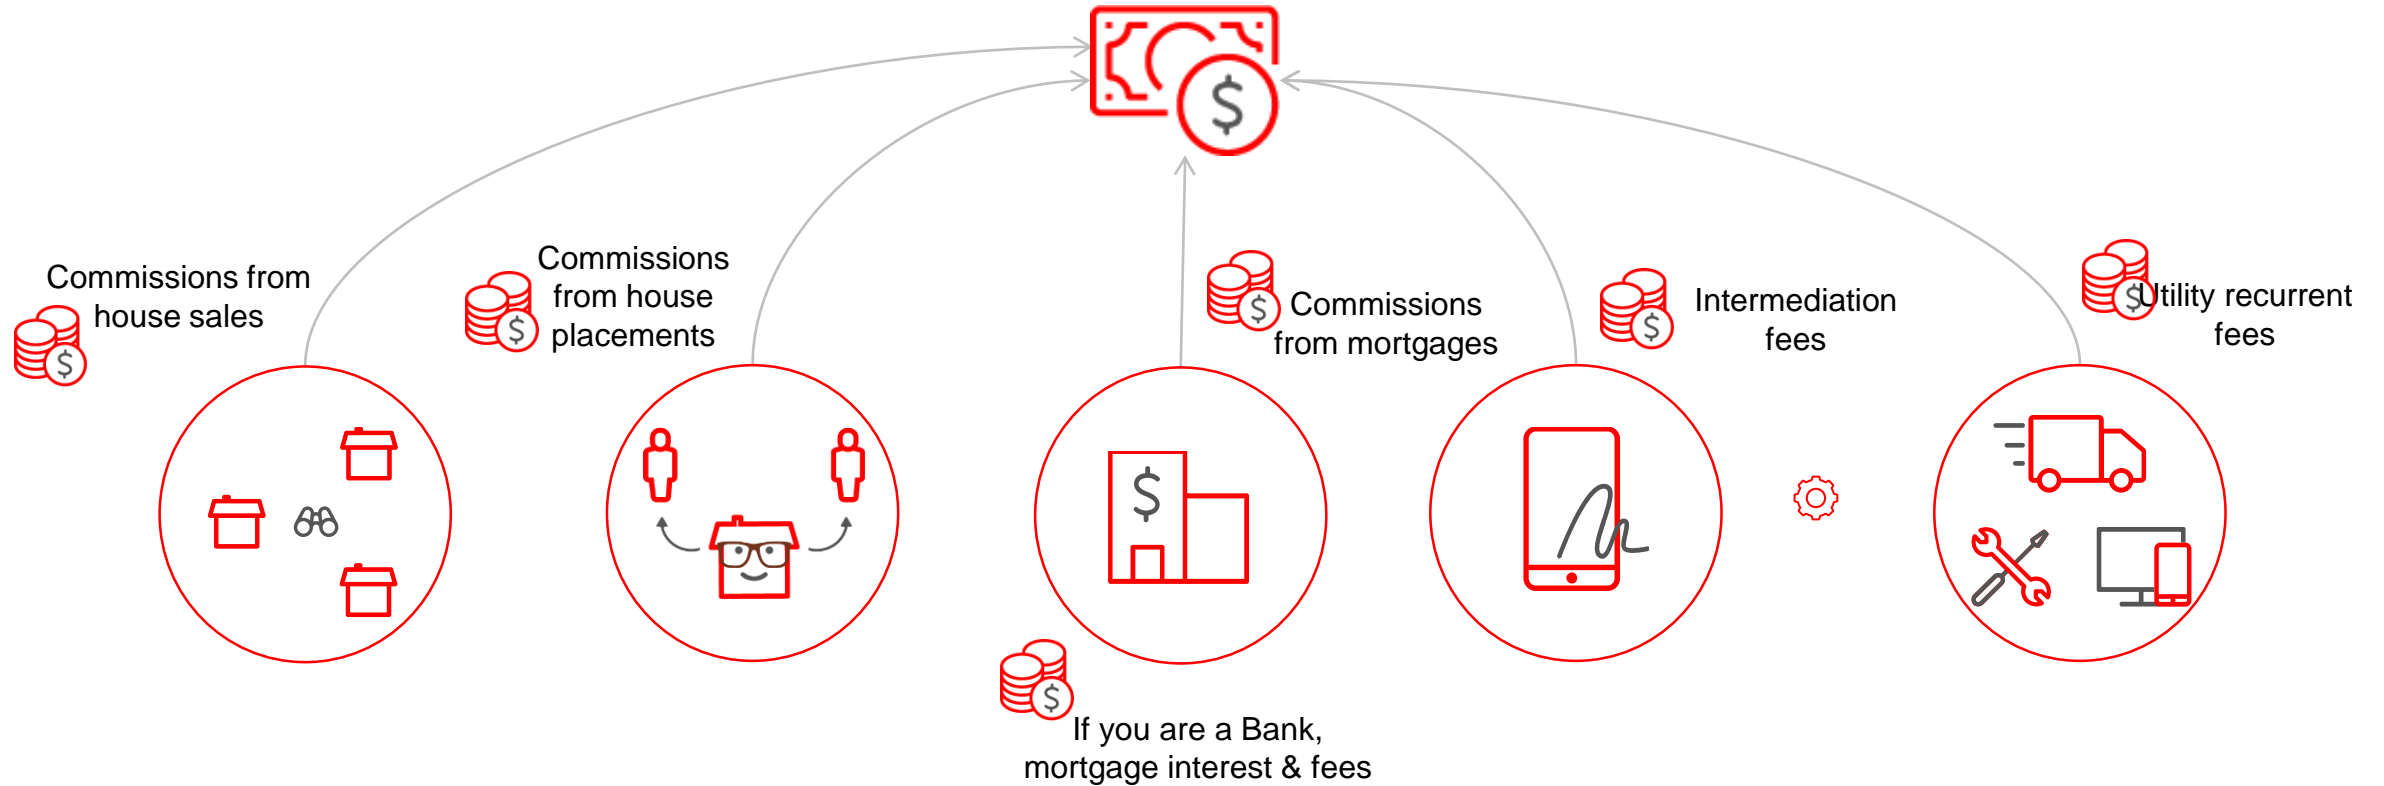 Commissions from
house sales
Commissions
from house
placements
Commissions
from mortgages
Intermediation
fees
Utility recurrent
fees
If you are a Bank,
mortgage interest & fees